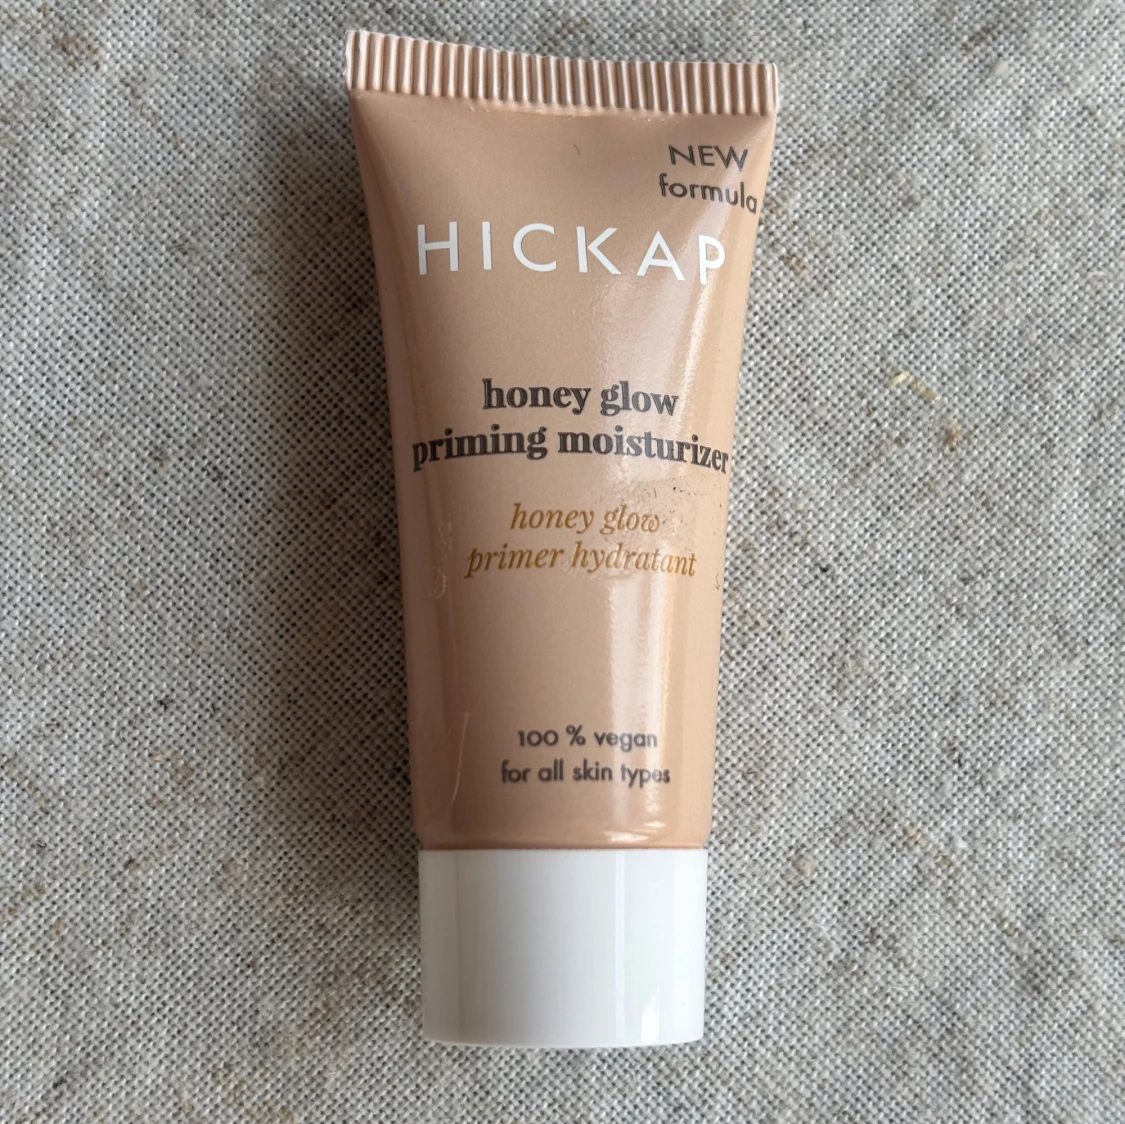 NEW
formula
HICKAP
honey glow
priming moisturizer
honey glow
primer hydratant
100 % vegan
for all skin types